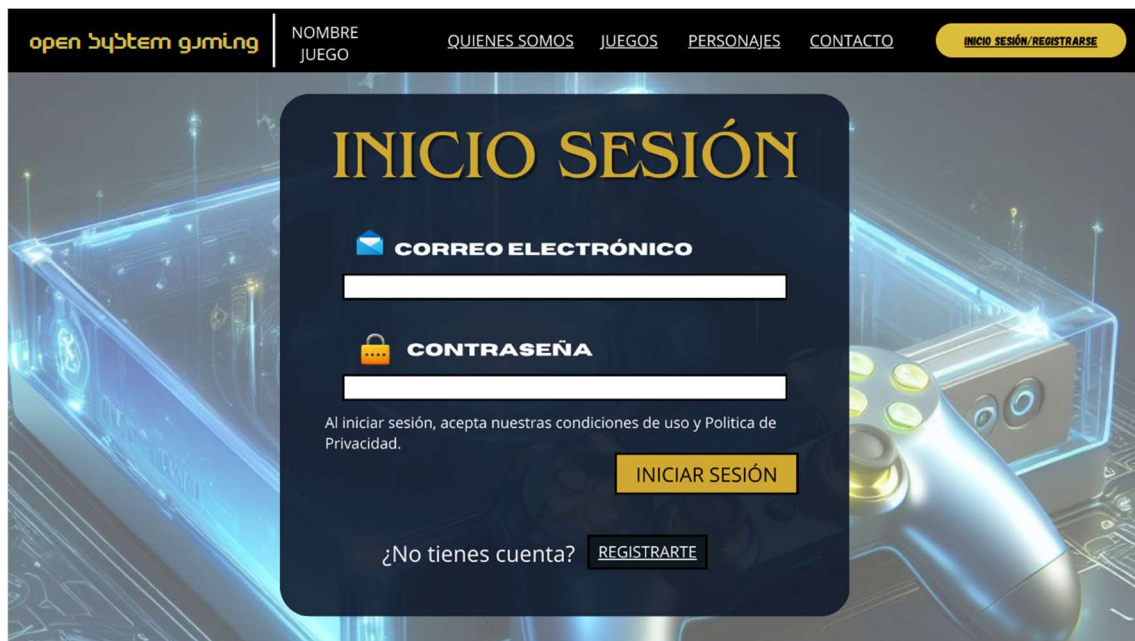 open system gaming
NOMBRE
JUEGO
QUIENES SOMOS
JUEGOS
PERSONAJES
CONTACTO
INICIO SESIÓN/REGISTRARSE
INICIO SESIÓN
CORREO ELECTRÓNICO
CONTRASEÑA
Al iniciar sesión, acepta nuestras condiciones de uso y Politica de
Privacidad.
INICIAR SESIÓN
¿No tienes cuenta?
REGISTRARTE